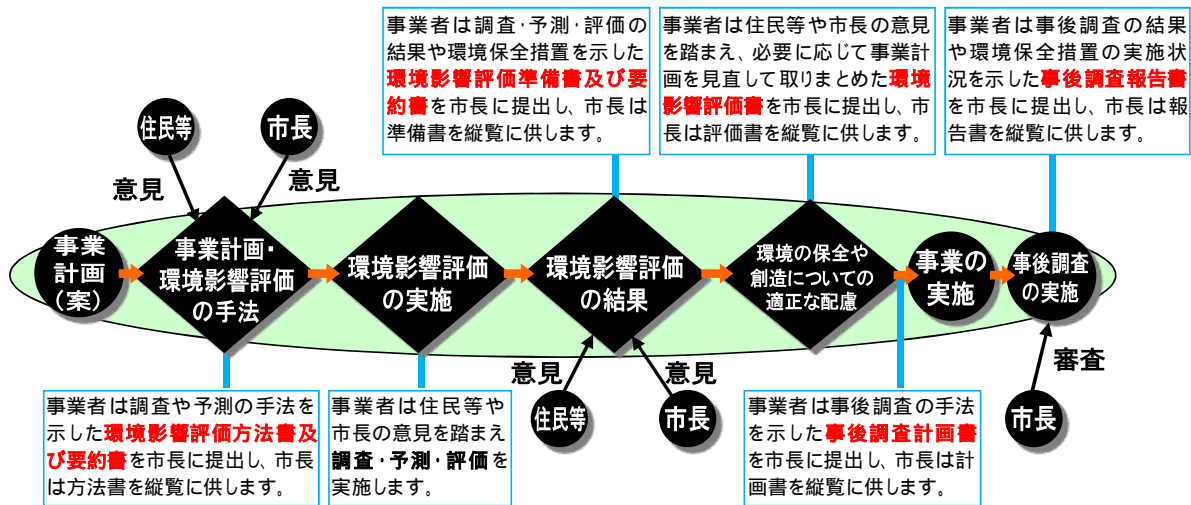 事業者は調査・予測・評価の
結果や環境保全措置を示した
環境影響評価準備書及び要
約書を市長に提出し、市長は
準備書を縦覧に供します。
事業者は住民等や市長の意見
を踏まえ、必要に応じて事業計
画を見直して取りまとめた環境
影響評価書を市長に提出し、市
長は評価書を縦覧に供します。
事業者は事後調査の結果
や環境保全措置の実施状
況を示した事後調査報告書
を市長に提出し、市長は報
告書を縦覧に供します。
住民等
市長
意見
意見
事業
計画
(案)
事業計画・
環境影響評価
の手法
環境影響評価
の実施
環境影響評価
の結果
環境の保全や
創造についての
適正な配慮
事業の
実施
事後調査
の実施
意見
意見
審査
住民等
市長
市長
事業者は調査や予測の手法を
示した環境影響評価方法書及
び要約書を市長に提出し、市長
は方法書を縦覧に供します。
事業者は住民等や
市長の意見を踏まえ
調査・予測・評価を
実施します。
事業者は事後調査の手法
を示した事後調査計画書
を市長に提出し、市長は計
画書を縦覧に供します。